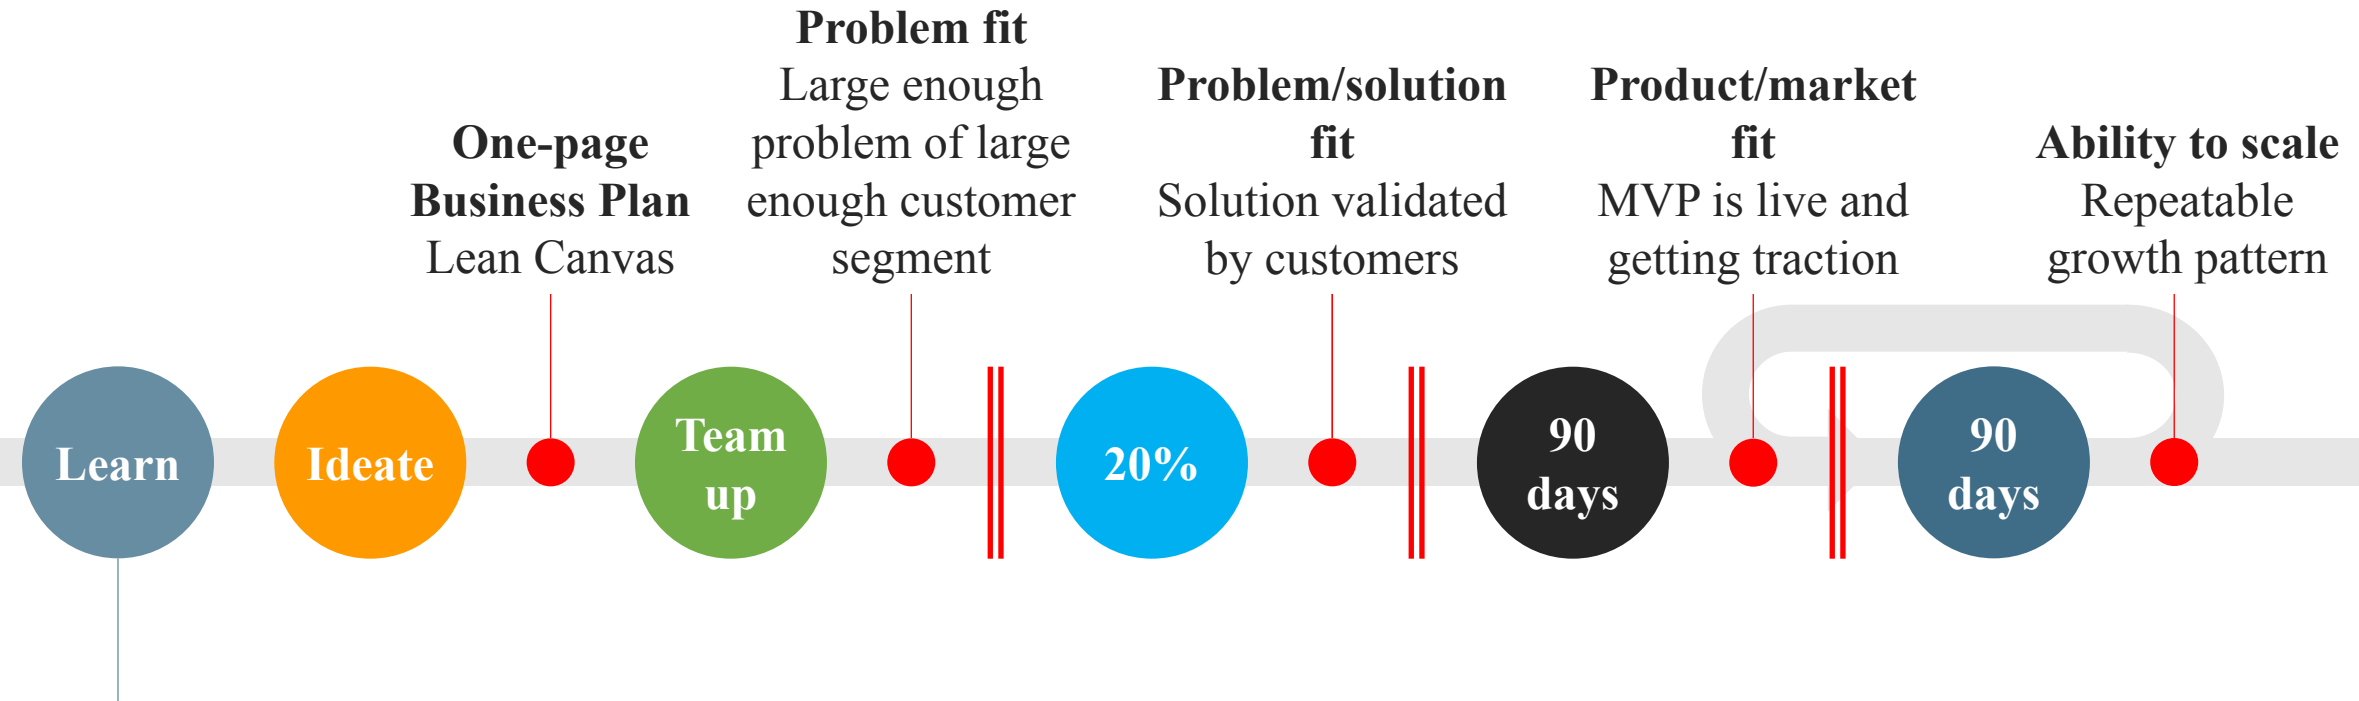 Problem fit
Large enough
problem of large
enough customer
segment
Problem/solution
fit
Solution validated
by customers
Product/market
fit
MVP is live and
getting traction
One-page
Business Plan
Lean Canvas
Ability to scale
Repeatable
growth pattern
Learn
Ideate
Team
up
20%
90
days
90
days